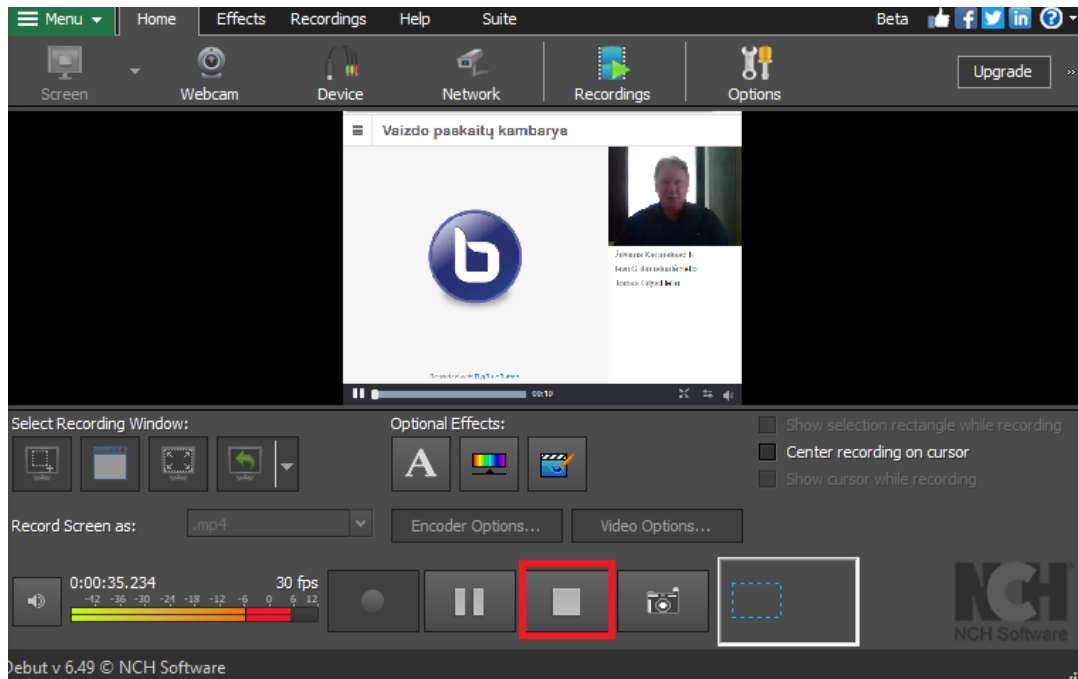 Menu Home Effects Recordings Help Suite Beta
Screen Webcam Device Network Recordings Options Upgrade
Vaizdo paskaitų kambarys
00:10
Select Recording Window: Optional Effects: Show selection rectangle while recording
A Center recording on cursor
Show cursor while recording
Record Screen as: .mp4 Encoder Options... Video Options...
0:00:35.234 30 fps
-42 -36 -30 -24 -18 -12 -6 0 6 12
NCH
NCH Software
Debut v 6.49 © NCH Software